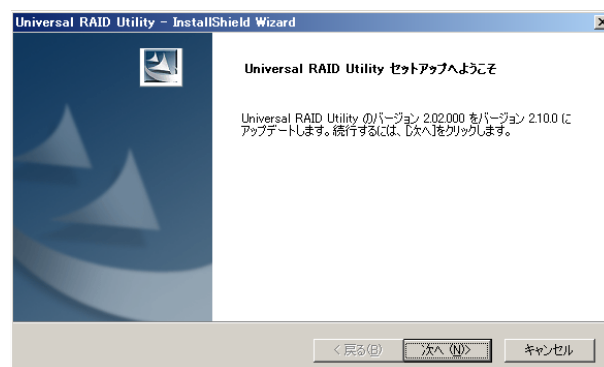 Universal RAID Utility - InstallShield Wizard
Universal RAID Utility セットアップへようこそ
Universal RAID Utility のバージョン 2.02.000 をバージョン 2.10.0 に
アップデートします。続行するには、[次へ]をクリックします。
< 戻る(B)
次へ (N)>
キャンセル